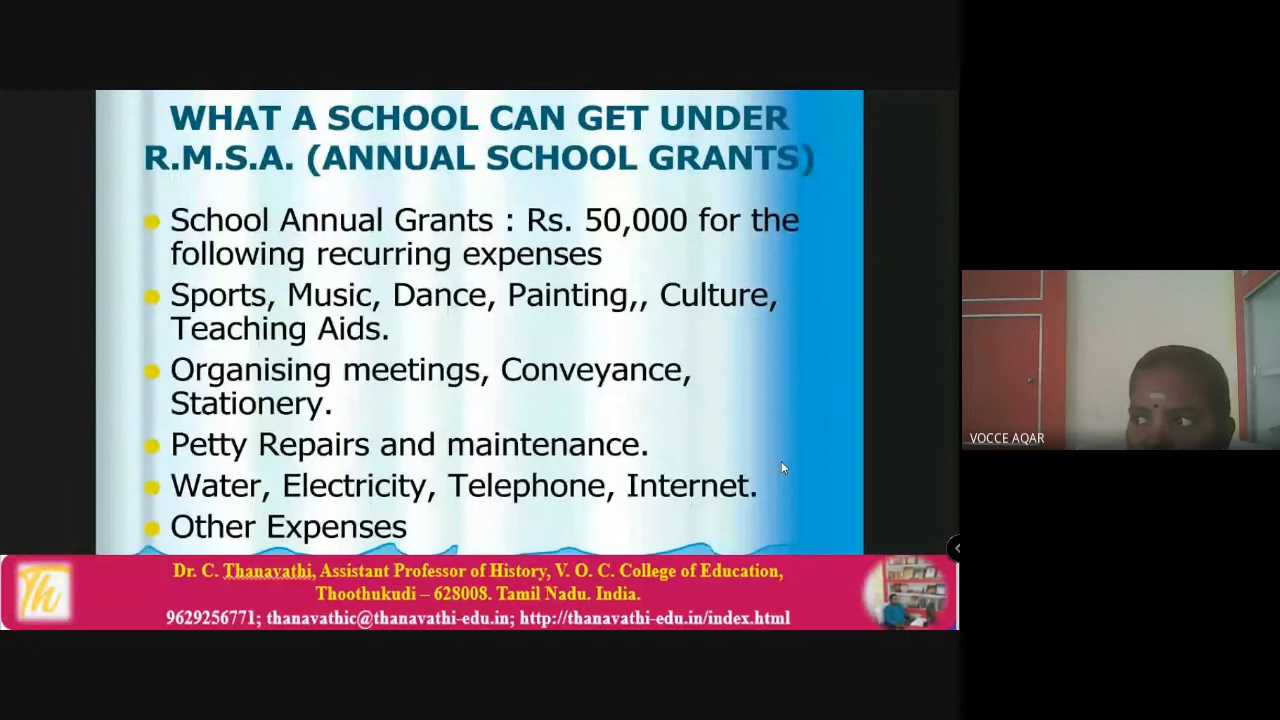 WHAT A SCHOOL CAN GET UNDER
R.M.S.A. (ANNUAL SCHOOL GRANTS)
School Annual Grants : Rs. 50,000 for the
following recurring expenses
Sports, Music, Dance, Painting,, Culture,
Teaching Aids.
Organising meetings, Conveyance,
Stationery.
Petty Repairs and maintenance.
Water, Electricity, Telephone, Internet.
Other Expenses
Th
Dr. C. Thanavathi, Assistant Professor of History, V. O. C. College of Education,
Thoothukudi – 628008. Tamil Nadu. India.
9629256771; thanavathic@thanavathi-edu.in; http://thanavathi-edu.in/index.html
VOCCE AQAR